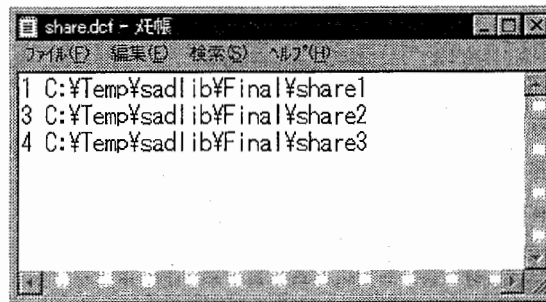 share.dcf - メモ帳
ファイル(F) 編集(E) 検索(S) ヘルプ(H)
1 C:¥Temp¥sadlib¥Final¥share1
3 C:¥Temp¥sadlib¥Final¥share2
4 C:¥Temp¥sadlib¥Final¥share3